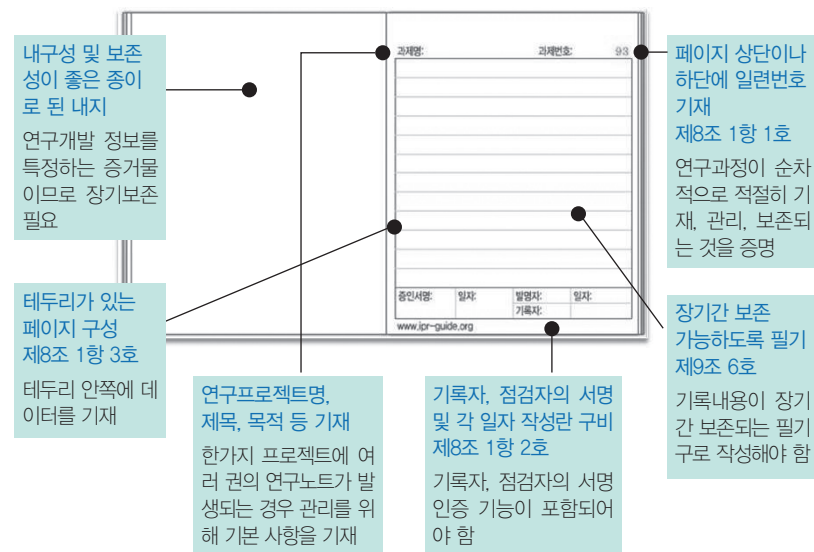 내구성 및 보존
성이 좋은 종이
로 된 내지
연구개발 정보를
특정하는 증거물
이므로 장기보존
필요
테두리가 있는
페이지 구성
제8조 1항 3호
테두리 안쪽에 데
이터를 기재
과제명: 과제번호: 93
증인서명: 일자: 발명자: 일자:
기록자:
www.ipr-guide.org
연구프로젝트명,
제목, 목적 등 기재
한가지 프로젝트에 여
러 권의 연구노트가 발
생되는 경우 관리를 위
해 기본 사항을 기재
기록자, 점검자의 서명
및 각 일자 작성란 구비
제8조 1항 2호
기록자, 점검자의 서명
인증 기능이 포함되어
야 함
페이지 상단이나
하단에 일련번호
기재
제8조 1항 1호
연구과정이 순차
적으로 적절히 기
재, 관리, 보존되
는 것을 증명
장기간 보존
가능하도록 필기
제9조 6호
기록내용이 장기
간 보존되는 필기
구로 작성해야 함